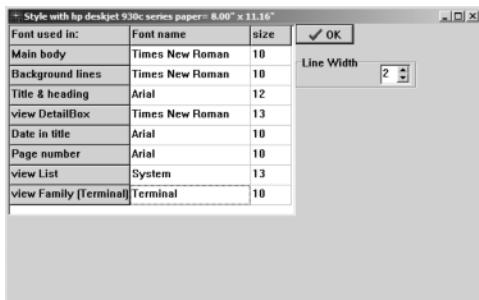 Style with hp deskjet 930c series paper= 8.00" x 11.16"
Font used in: Font name size OK
Main body Times New Roman 10
Line Width
Background lines Times New Roman 10 2
Title & heading Arial 12
view DetailBox Times New Roman 13
Date in title Arial 10
Page number Arial 10
view List System 13
view Family (Terminal) Terminal 10